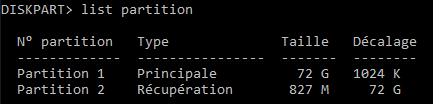 DISKPART> list partition
N° partition   Type              Taille   Décalage
-------------  ----------------  -------  --------
Partition 1    Principale          72 G   1024 K
Partition 2    Récupération       827 M     72 G